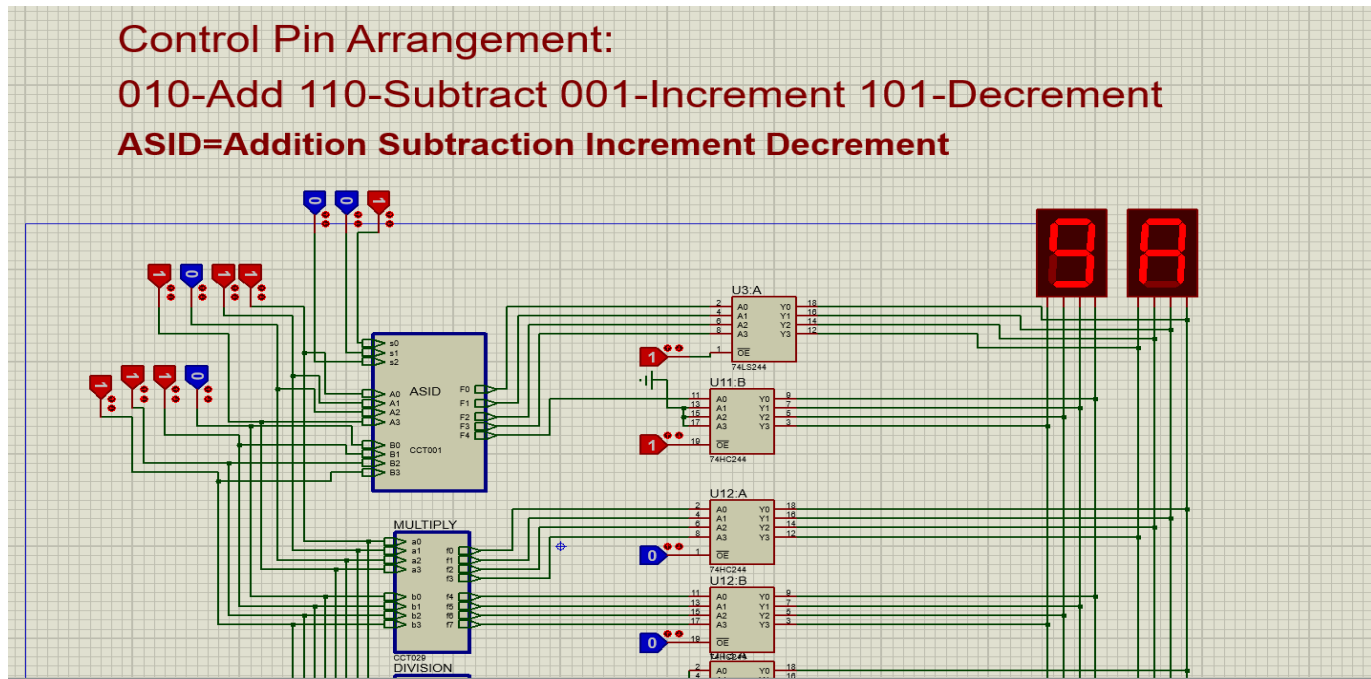 Control Pin Arrangement:
010-Add 110-Subtract 001-Increment 101-Decrement
ASID=Addition Subtraction Increment Decrement
0 0 1
1 0 1 1
1 1 1 0
s0
s1
s2
ASID
A0
A1
A2
A3
B0
B1
B2
B3
CCT001
F0
F1
F2
F3
F4
9 A
U3:A
2 A0 Y0 18
4 A1 Y1 16
6 A2 Y2 14
8 A3 Y3 12
1 1 OE
74LS244
U11:B
11 A0 Y0 9
13 A1 Y1 7
15 A2 Y2 5
17 A3 Y3 3
1 19 OE
74HC244
U12:A
2 A0 Y0 18
4 A1 Y1 16
6 A2 Y2 14
8 A3 Y3 12
0 1 OE
74HC244
U12:B
11 A0 Y0 9
13 A1 Y1 7
15 A2 Y2 5
17 A3 Y3 3
0 19 OE
MULTIPLY
a0
a1
a2
a3
b0
b1
b2
b3
f0
f1
f2
f3
f4
f5
f6
f7
CCT029
DIVISION
2 A0 Y0 18